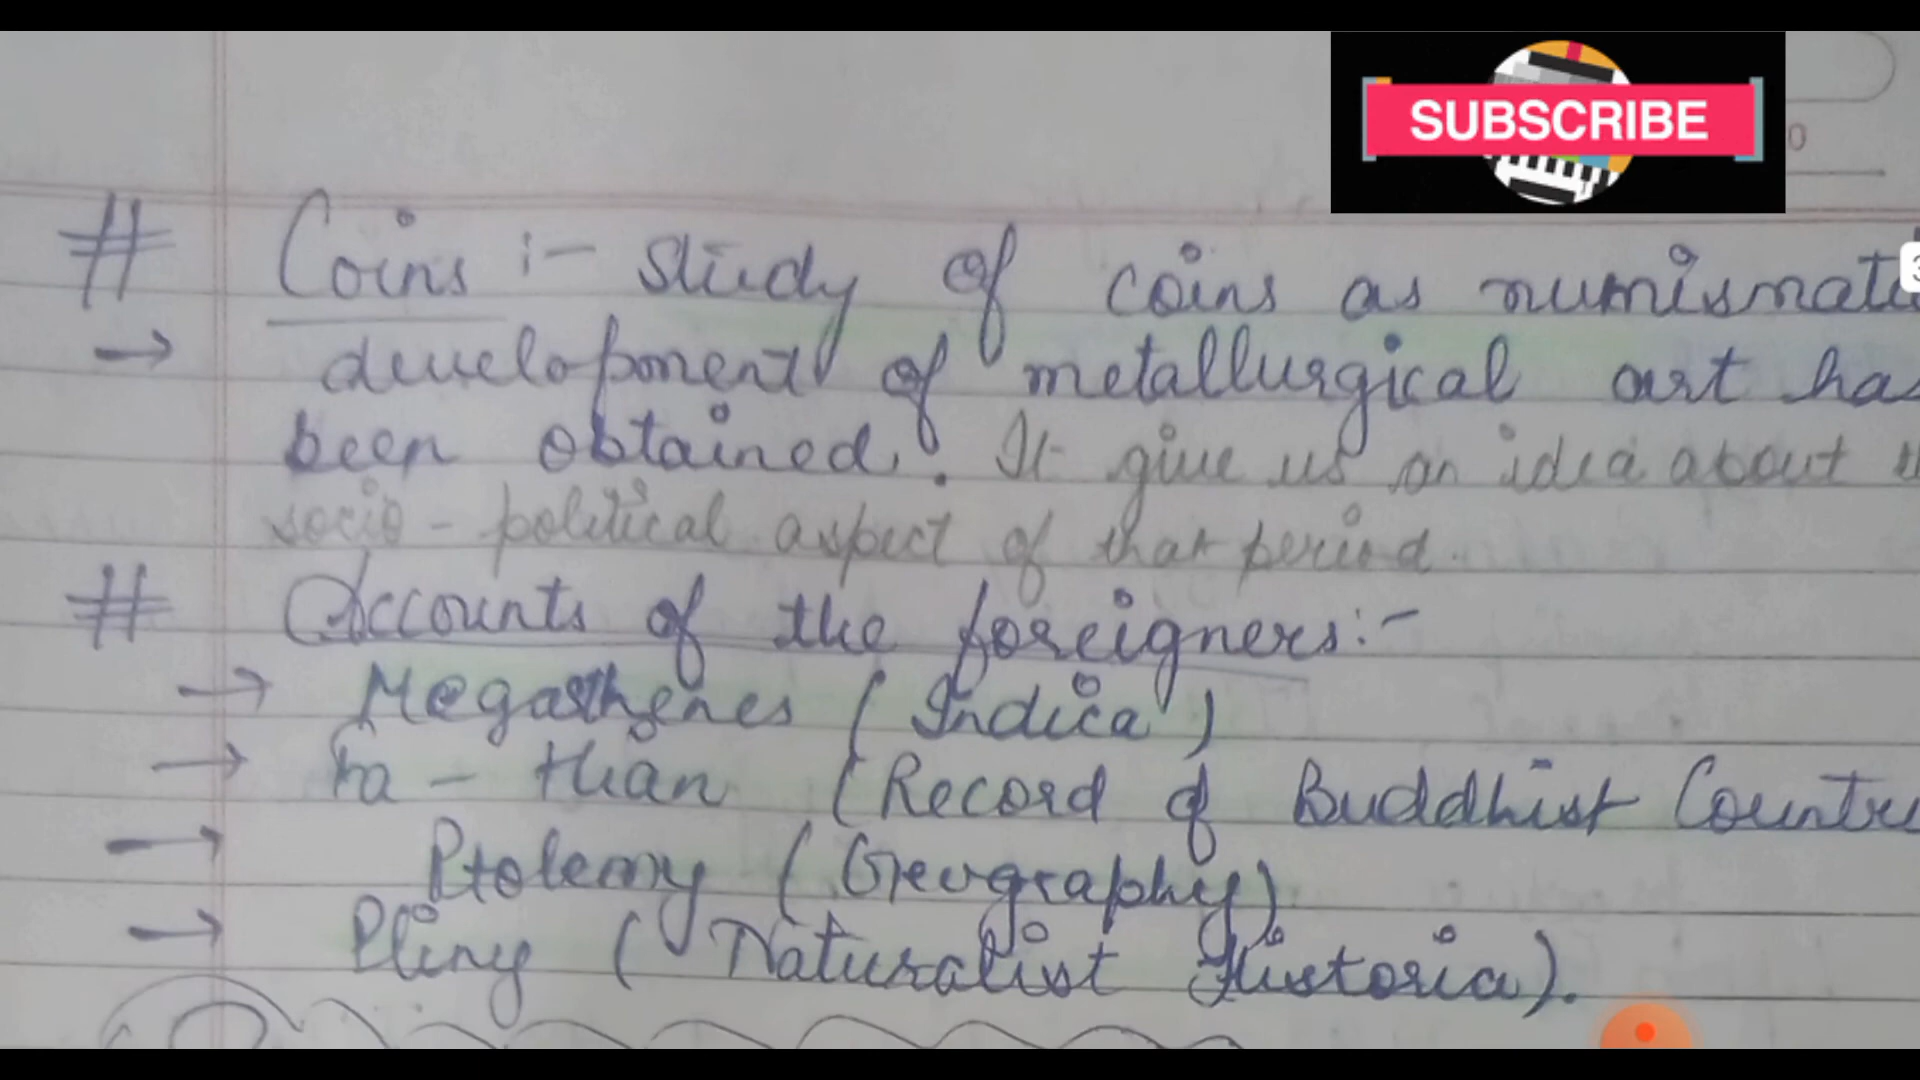 SUBSCRIBE
# Coins :- study of coins as numismati
→ development of metallurgical art has
been obtained. It give us an idea about
socio - political aspect of that period.
# Accounts of the foreigners :-
→ Megasthenes ( Indica )
→ Fa - Hian ( Record of Buddhist Countr
→ Ptolemy ( Geography )
→ Pliny ( Naturalist Historia ).